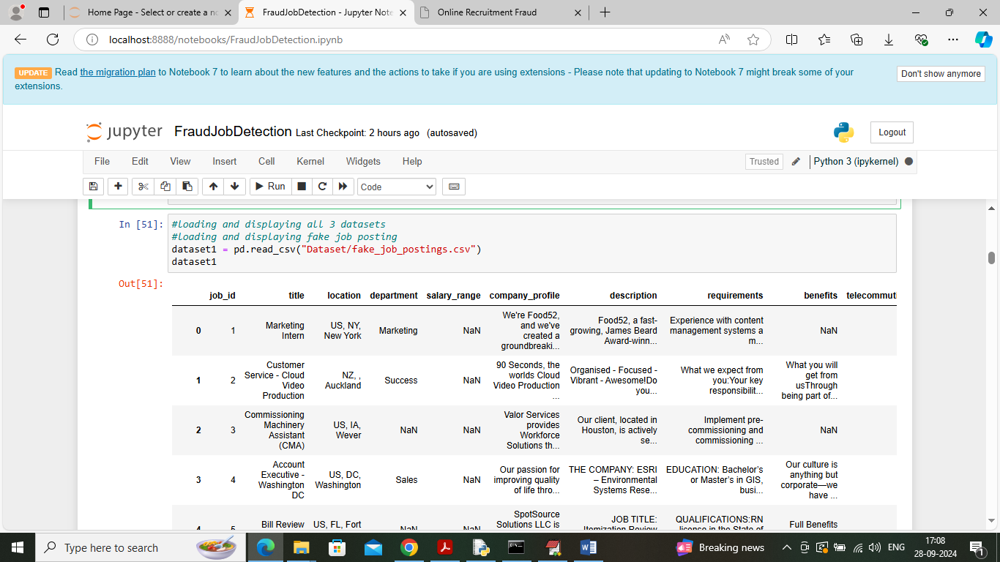 Home Page - Select or create a no
FraudJobDetection - Jupyter Note
Online Recruitment Fraud
localhost:8888/notebooks/FraudJobDetection.ipynb
UPDATE Read the migration plan to Notebook 7 to learn about the new features and the actions to take if you are using extensions - Please note that updating to Notebook 7 might break some of your
extensions.
Don't show anymore
jupyter FraudJobDetection Last Checkpoint: 2 hours ago (autosaved)
Logout
File Edit View Insert Cell Kernel Widgets Help
Trusted Python 3 (ipykernel)
Run Code
In [51]: #loading and displaying all 3 datasets
#loading and displaying fake job posting
dataset1 = pd.read_csv("Dataset/fake_job_postings.csv")
dataset1
Out[51]:
job_id title location department salary_range company_profile description requirements benefits telecommuti
0 1 Marketing Intern US, NY, New York Marketing NaN We're Food52, and we've created a groundbreaki... Food52, a fast-growing, James Beard Award-winn... Experience with content management systems a m... NaN
1 2 Customer Service - Cloud Video Production NZ, , Auckland Success NaN 90 Seconds, the worlds Cloud Video Production ... Organised - Focused - Vibrant - Awesome!Do you... What we expect from you:Your key responsibilit... What you will get from usThrough being part of...
2 3 Commissioning Machinery Assistant (CMA) US, IA, Wever NaN NaN Valor Services provides Workforce Solutions th... Our client, located in Houston, is actively se... Implement pre-commissioning and commissioning ... NaN
3 4 Account Executive - Washington DC US, DC, Washington Sales NaN Our passion for improving quality of life thro... THE COMPANY: ESRI – Environmental Systems Rese... EDUCATION: Bachelor's or Master's in GIS, busi... Our culture is anything but corporate—we have ...
4 5 Bill Review US, FL, Fort NaN NaN SpotSource Solutions LLC is JOB TITLE: Itemization Review QUALIFICATIONS:RN license in the State of Full Benefits
Type here to search
Breaking news
ENG
17:08
28-09-2024
1